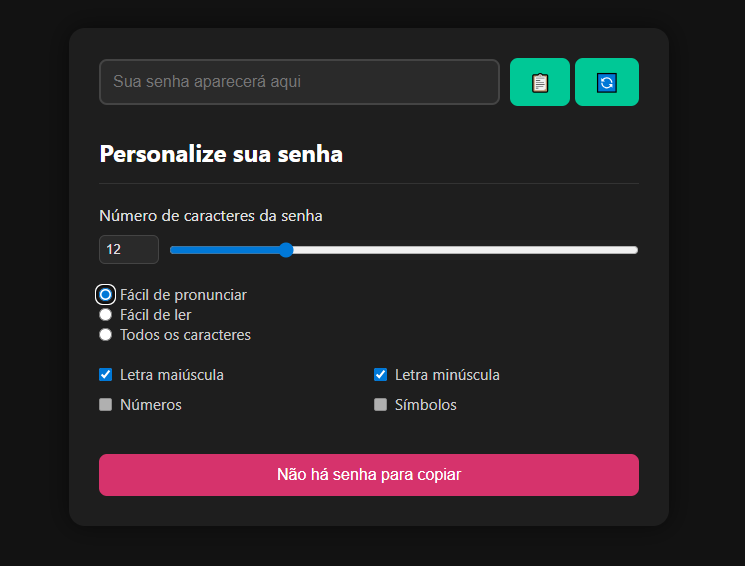 Sua senha aparecerá aqui
Personalize sua senha
Número de caracteres da senha
12
Fácil de pronunciar
Fácil de ler
Todos os caracteres
Letra maiúscula
Letra minúscula
Números
Símbolos
Não há senha para copiar